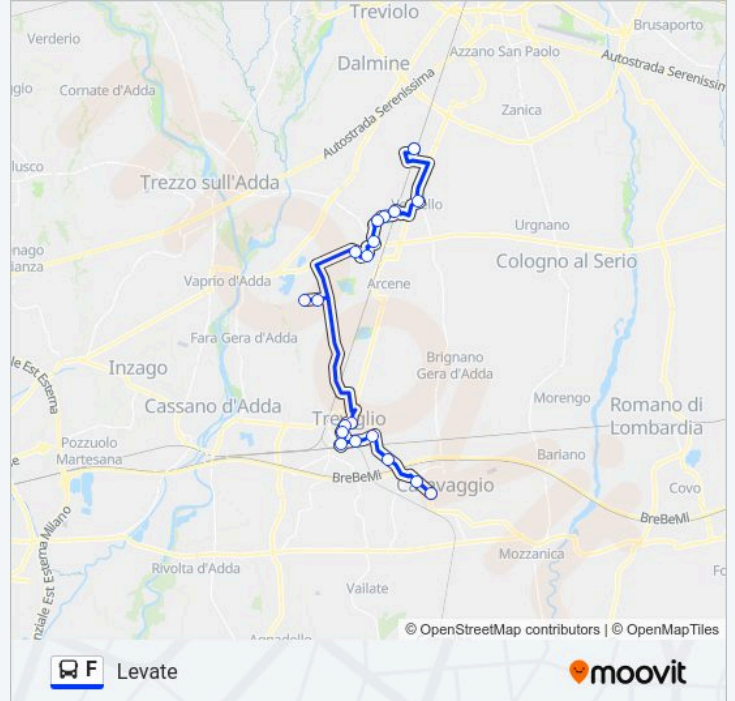 Treviolo
Verderio
Brusaporto
Azzano San Paolo
Dalmine
Autostrada Serenissim
Cornate d'Adda
Autostrada Serenissima
Zanica
Trezzo sull'Adda
Urgnano
Cologno al Serio
Vaprio d'Adda
Arcene
Fara Gera d'Adda
Brignano
Gera d'Adda
Inzago
Cassano d'Adda
Morengo
Romano di
Lombardia
Pozzuolo
Martesana
Bariano
BreBeMi
Covo
BreBeMi
Mozzanica
Rivolta d'Adda
Vailate
© OpenStreetMap contributors | © OpenMapTiles
F Levate
moovit